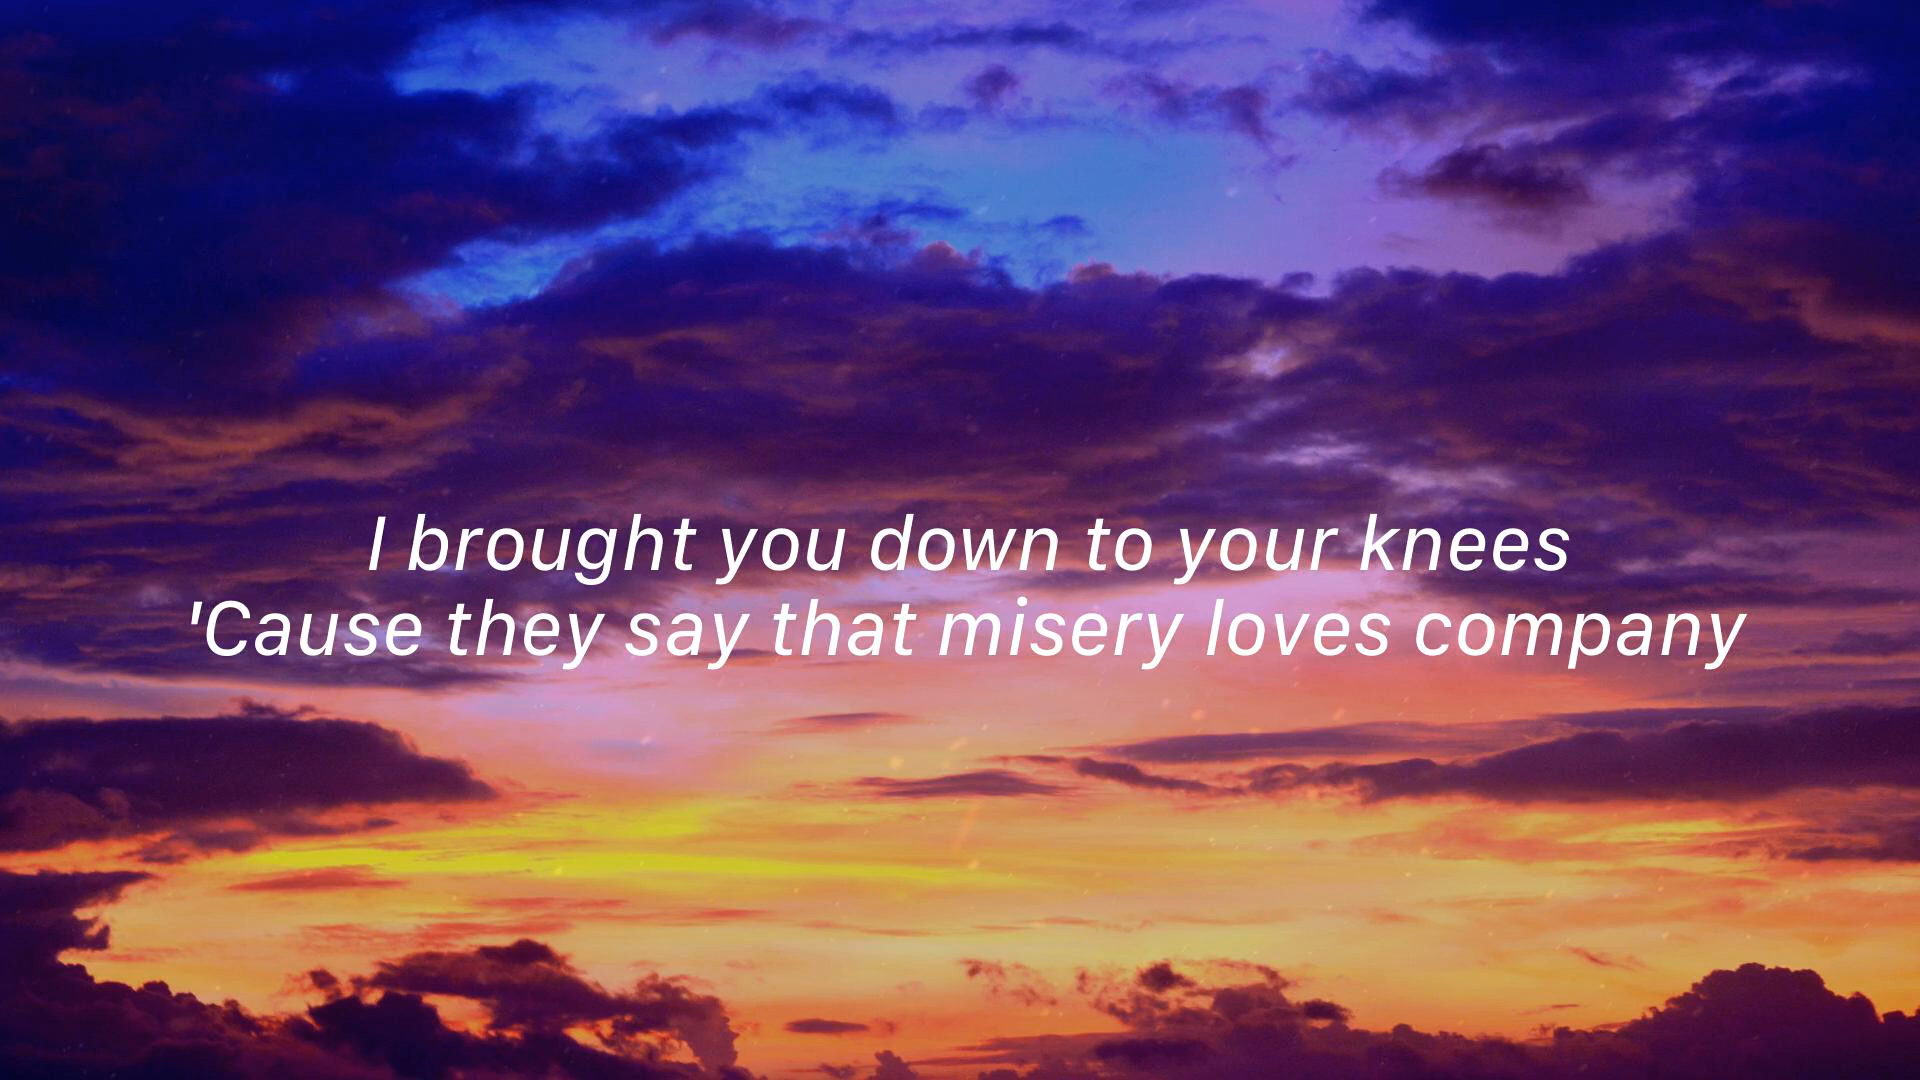 I brought you down to your knees
'Cause they say that misery loves company